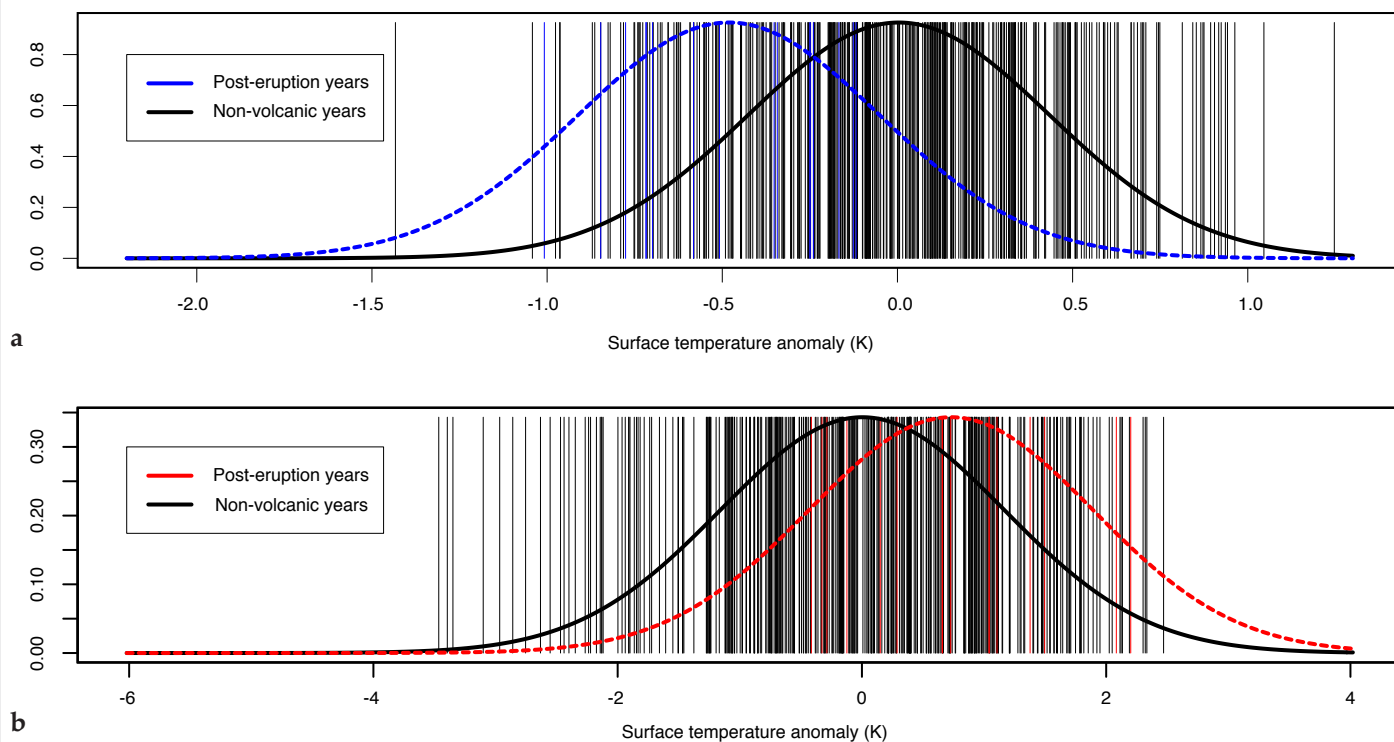 0.8
0.6
0.4
0.2
0.0
Post-eruption years
Non-volcanic years
-2.0 -1.5 -1.0 -0.5 0.0 0.5 1.0
Surface temperature anomaly (K)
a
0.30
0.20
0.10
0.00
Post-eruption years
Non-volcanic years
-6 -4 -2 0 2 4
Surface temperature anomaly (K)
b